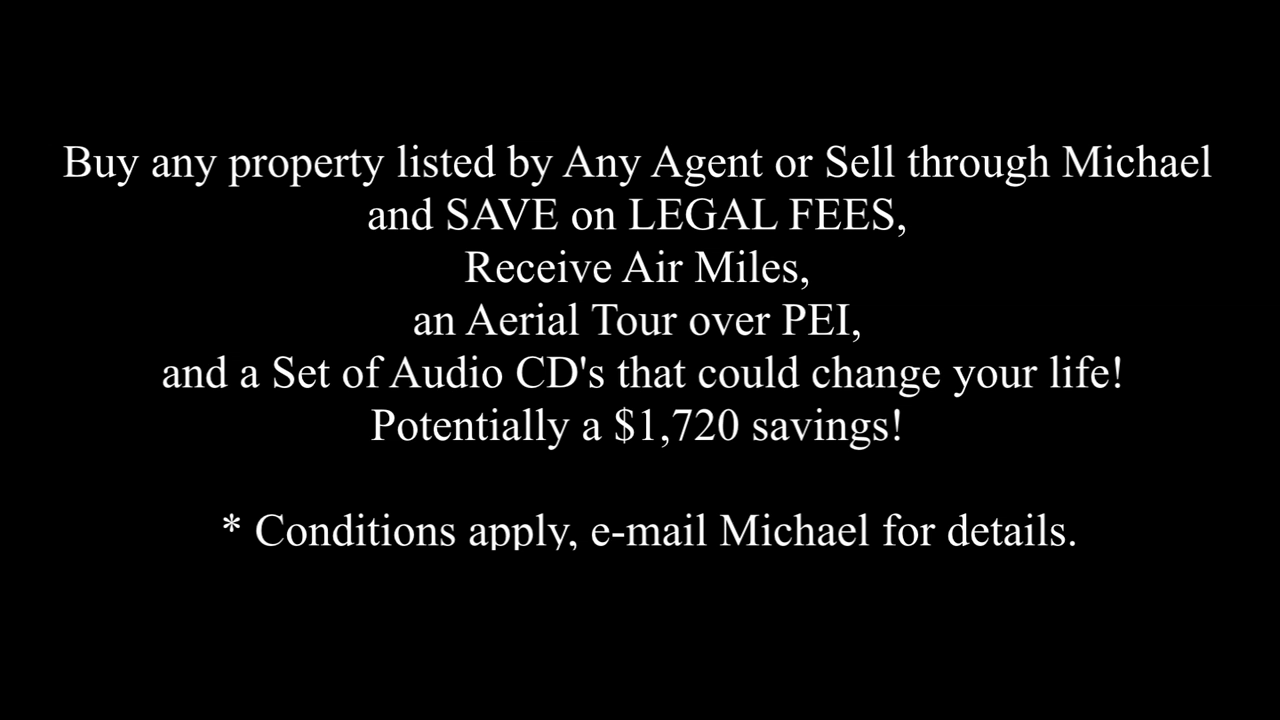 Buy any property listed by Any Agent or Sell through Michael
and SAVE on LEGAL FEES,
Receive Air Miles,
an Aerial Tour over PEI,
and a Set of Audio CD's that could change your life!
Potentially a $1,720 savings!
* Conditions apply, e-mail Michael for details.